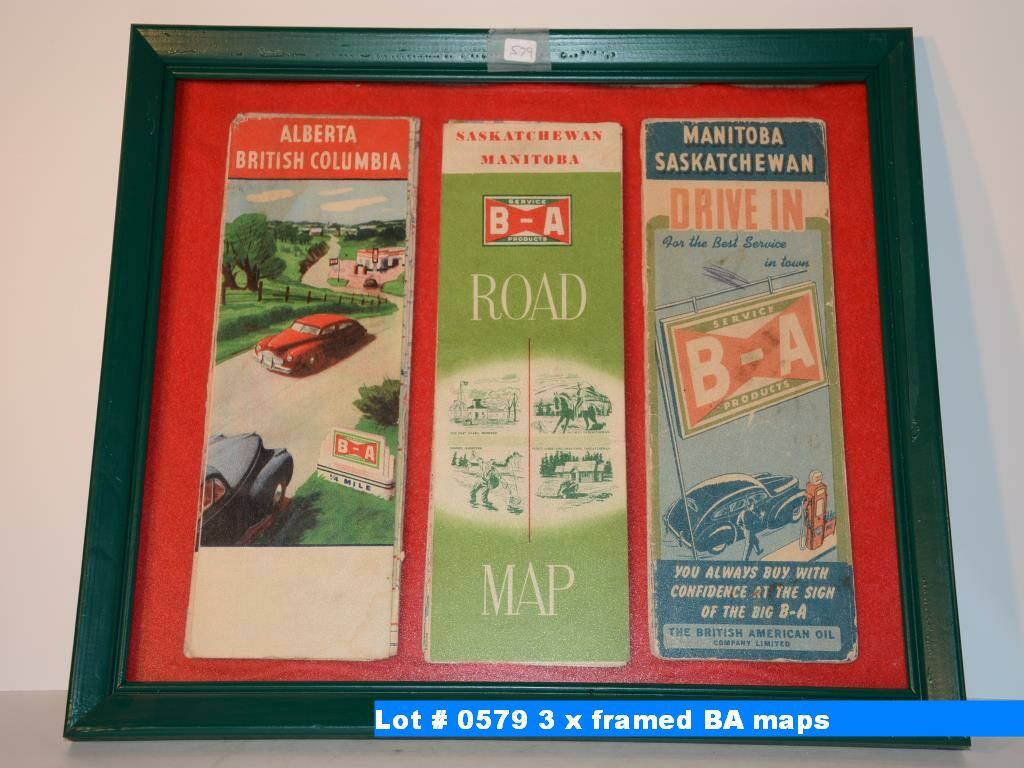 579
ALBERTA
BRITISH COLUMBIA
B-A
1/4 MILE
SASKATCHEWAN
MANITOBA
SERVICE
B-A
PRODUCTS
ROAD
MAP
MANITOBA
SASKATCHEWAN
DRIVE IN
For the Best Service
in town
SERVICE
B-A
PRODUCTS
YOU ALWAYS BUY WITH
CONFIDENCE AT THE SIGN
OF THE BIG B-A
THE BRITISH AMERICAN OIL
COMPANY LIMITED
Lot # 0579 3 x framed BA maps